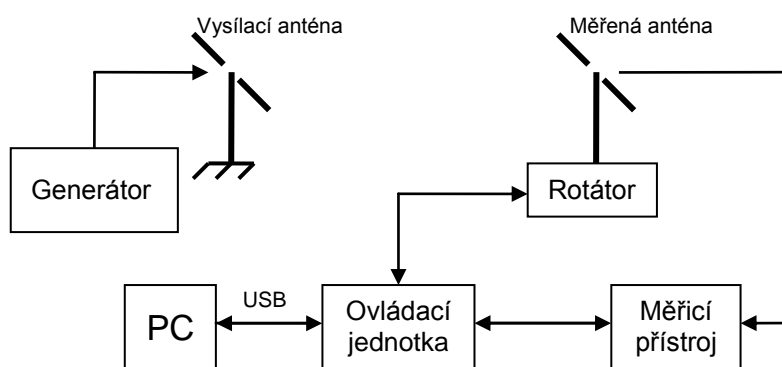 Vysílací anténa
Měřená anténa
Generátor
Rotátor
USB
PC
Ovládací
jednotka
Měřicí
přístroj